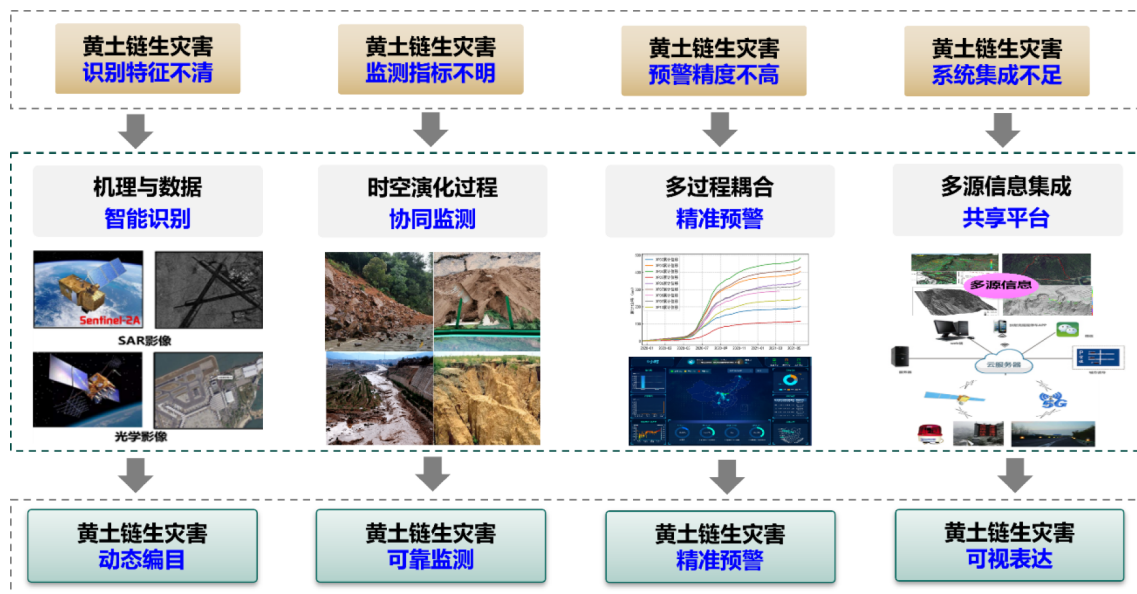 黄土链生灾害
识别特征不清
黄土链生灾害
监测指标不明
黄土链生灾害
预警精度不高
黄土链生灾害
系统集成不足
机理与数据
智能识别
时空演化过程
协同监测
多过程耦合
精准预警
多源信息集成
共享平台
Sentinel-2A
SAR影像
光学影像
多源信息
云服务器
黄土链生灾害
动态编目
黄土链生灾害
可靠监测
黄土链生灾害
精准预警
黄土链生灾害
可视表达